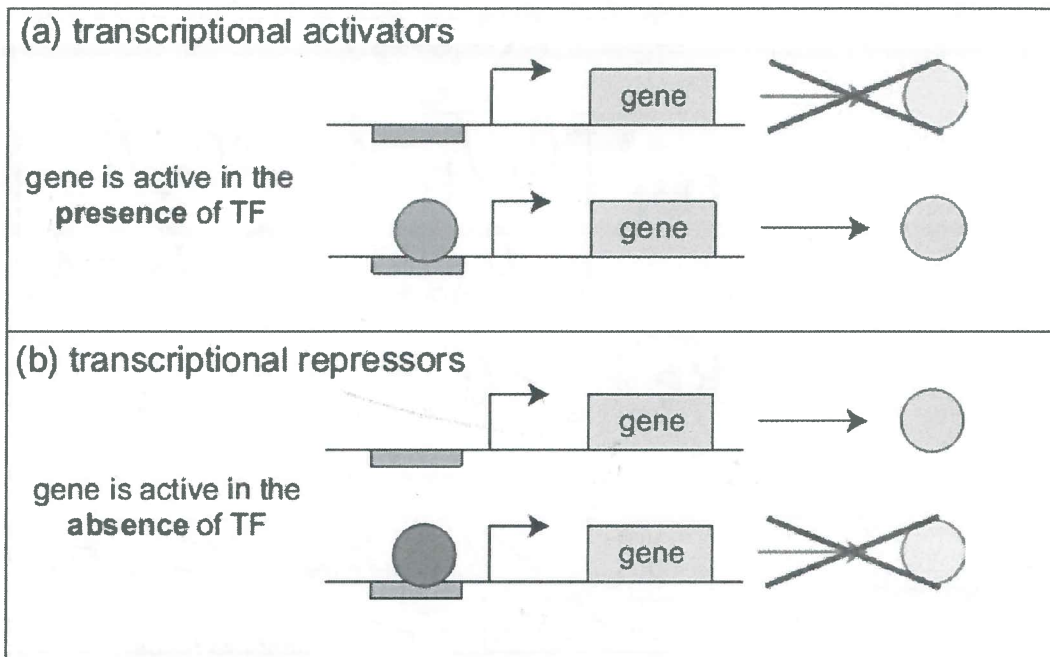 (a) transcriptional activators
gene
gene is active in the
presence of TF
gene
(b) transcriptional repressors
gene
gene is active in the
absence of TF
gene